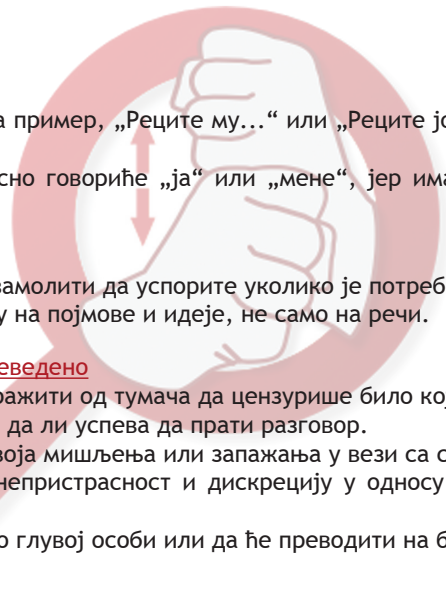 а пример, „Реците му...“ или „Реците јо
сно говориће „ја“ или „мене“, јер има
замолити да успорите уколико је потреб
у на појмове и идеје, не само на речи.
еведено
ражити од тумача да цензурише било кој
да ли успева да прати разговор.
воја мишљења или запажања у вези са с
непристрасност и дискрецију у односу
о глувој особи или да ће преводити на б